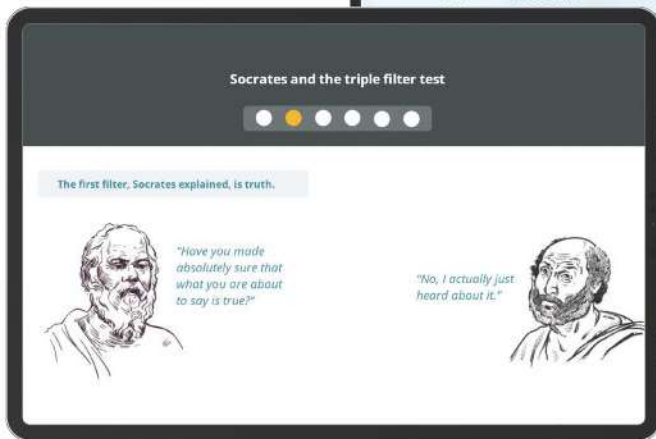 Socrates and the triple filter test
The first filter, Socrates explained, is truth.
"Have you made
absolutely sure that
what you are about
to say is true?"
"No, I actually just
heard about it."